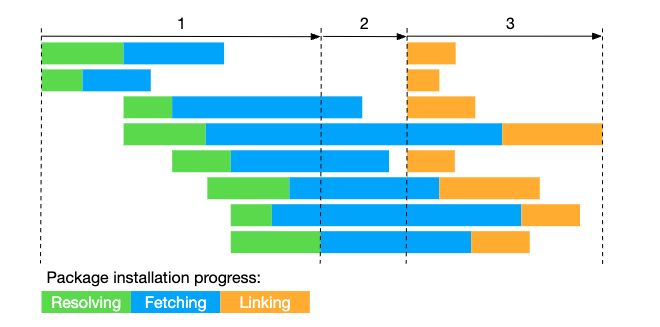 1 2 3
Package installation progress:
Resolving Fetching Linking